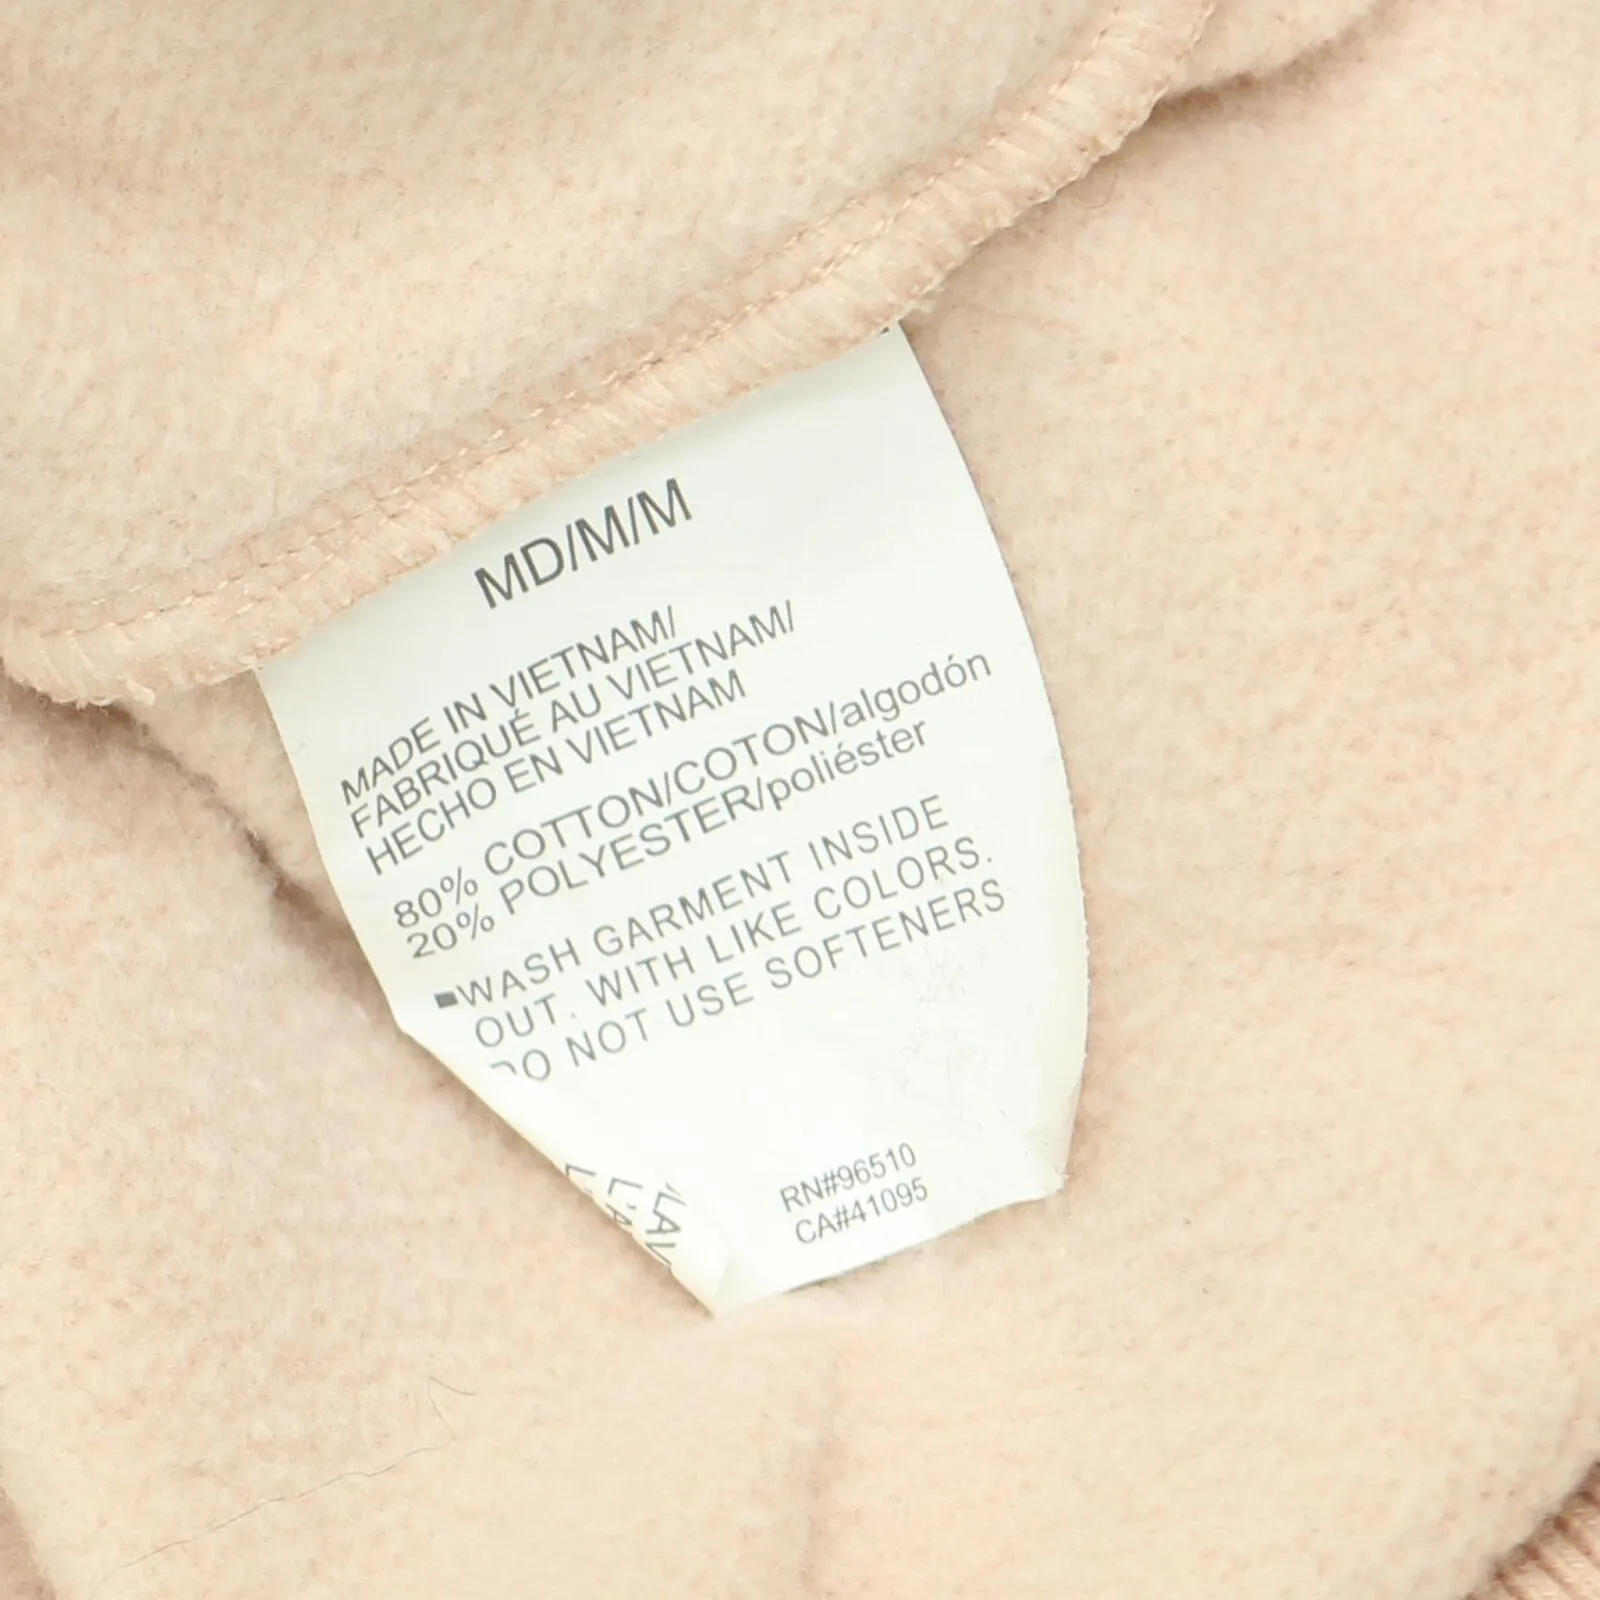 MD/M/M
MADE IN VIETNAM/
FABRIQUÉ AU VIETNAM/
HECHO EN VIETNAM
80% COTTON/COTON/algodón
20% POLYESTER/poliéster
WASH GARMENT INSIDE
OUT. WITH LIKE COLORS.
DO NOT USE SOFTENERS
RN#96510
CA#41095